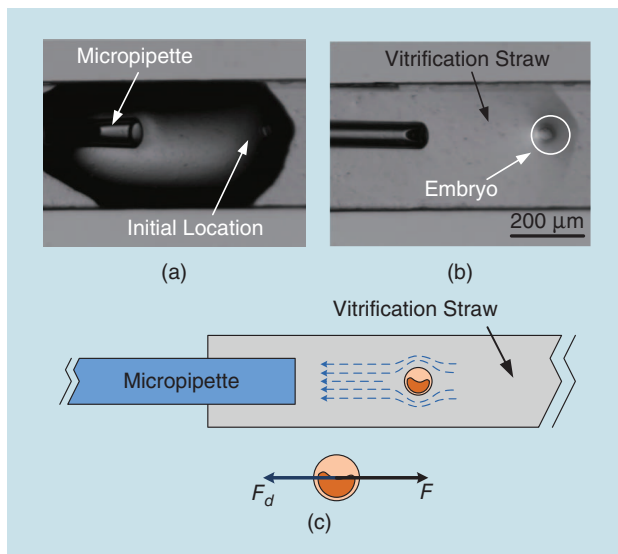 Micropipette
Initial Location
(a)
Vitrification Straw
Embryo
200 μm
(b)
Vitrification Straw
Micropipette
F_d
F
(c)